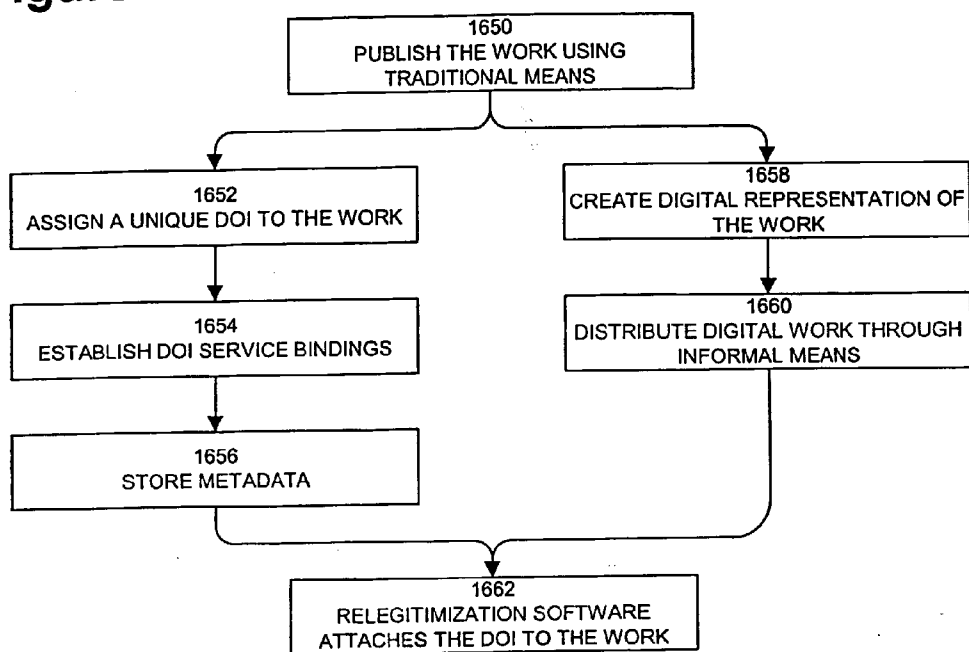 1650
PUBLISH THE WORK USING
TRADITIONAL MEANS
1652
ASSIGN A UNIQUE DOI TO THE WORK
1658
CREATE DIGITAL REPRESENTATION OF
THE WORK
1654
ESTABLISH DOI SERVICE BINDINGS
1660
DISTRIBUTE DIGITAL WORK THROUGH
INFORMAL MEANS
1656
STORE METADATA
1662
RELEGITIMIZATION SOFTWARE
ATTACHES THE DOI TO THE WORK